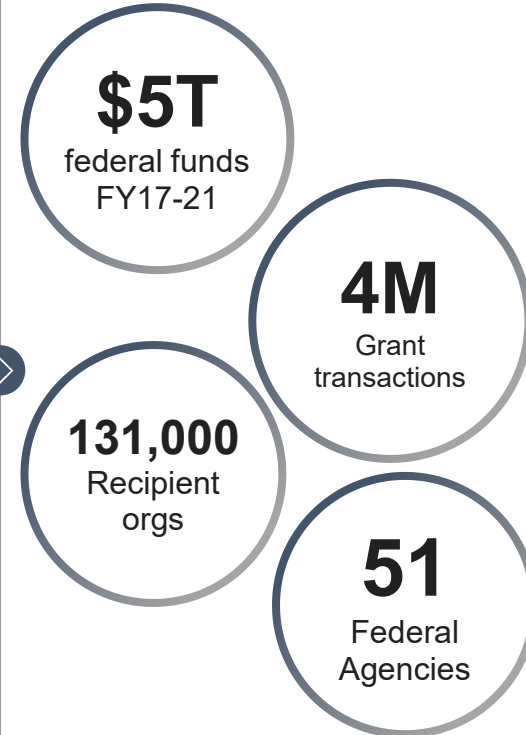 $5T
federal funds
FY17-21
4M
Grant
transactions
131,000
Recipient
orgs
51
Federal
Agencies